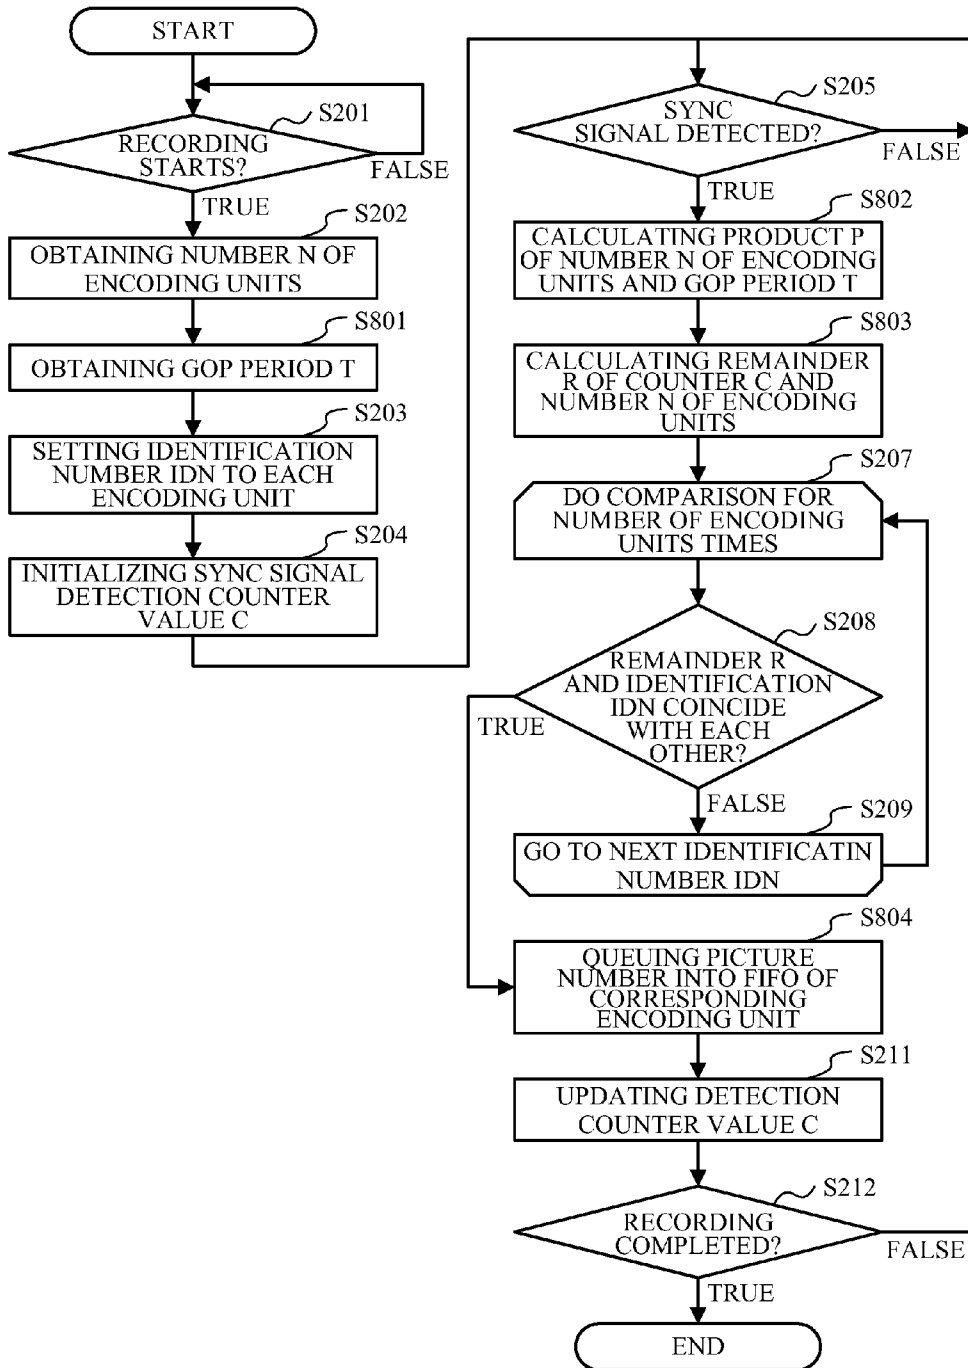 START
S201
RECORDING
STARTS?
FALSE
TRUE
S202
OBTAINING NUMBER N OF
ENCODING UNITS
S801
OBTAINING GOP PERIOD T
S203
SETTING IDENTIFICATION
NUMBER IDN TO EACH
ENCODING UNIT
S204
INITIALIZING SYNC SIGNAL
DETECTION COUNTER
VALUE C
S205
SYNC
SIGNAL DETECTED?
FALSE
TRUE
S802
CALCULATING PRODUCT P
OF NUMBER N OF ENCODING
UNITS AND GOP PERIOD T
S803
CALCULATING REMAINDER
R OF COUNTER C AND
NUMBER N OF ENCODING
UNITS
S207
DO COMPARISON FOR
NUMBER OF ENCODING
UNITS TIMES
S208
REMAINDER R
AND IDENTIFICATION
IDN COINCIDE
WITH EACH
OTHER?
TRUE
FALSE
S209
GO TO NEXT IDENTIFICATIN
NUMBER IDN
S804
QUEUING PICTURE
NUMBER INTO FIFO OF
CORRESPONDING
ENCODING UNIT
S211
UPDATING DETECTION
COUNTER VALUE C
S212
RECORDING
COMPLETED?
FALSE
TRUE
END